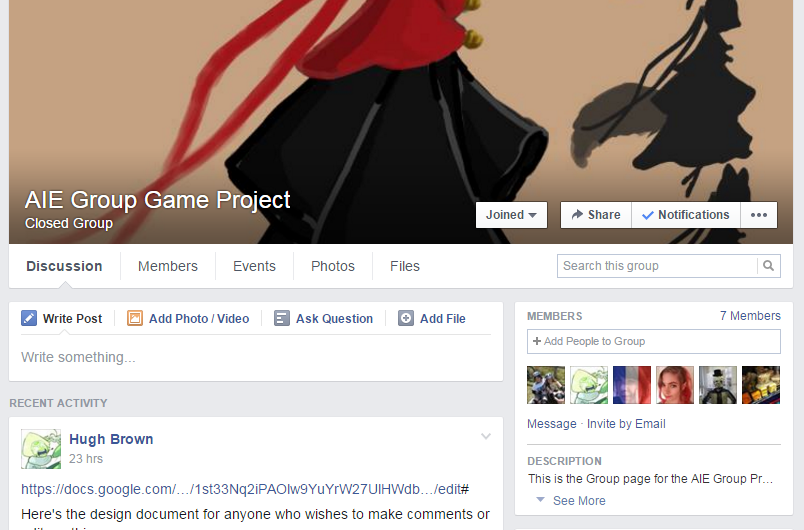 AIE Group Game Project
Closed Group
Joined
Share
Notifications
Discussion
Members
Events
Photos
Files
Search this group
Write Post
Add Photo / Video
Ask Question
Add File
Write something...
RECENT ACTIVITY
Hugh Brown
23 hrs
https://docs.google.com/…/1st33Nq2iPAOlw9YuYrW27UIHWdb…/edit#
Here's the design document for anyone who wishes to make comments or
MEMBERS
7 Members
+ Add People to Group
Message · Invite by Email
DESCRIPTION
This is the Group page for the AIE Group Pr...
See More